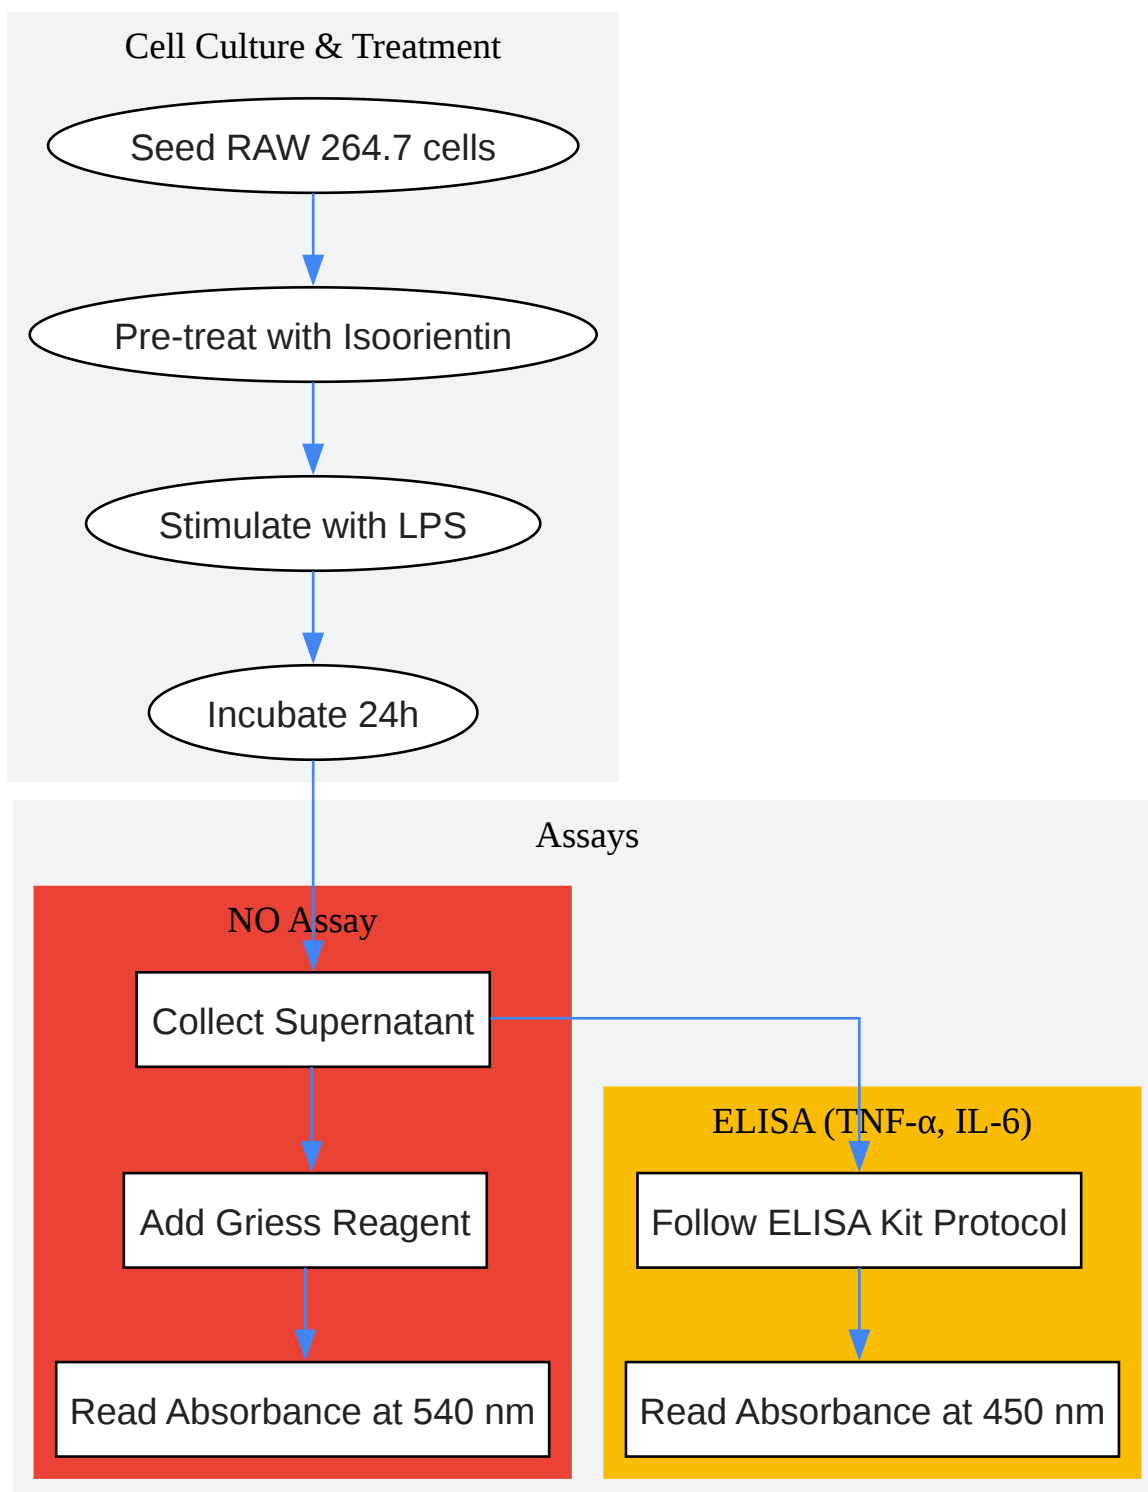 Cell Culture & Treatment
Seed RAW 264.7 cells
Pre-treat with Isoorientin
Stimulate with LPS
Incubate 24h
Assays
NO Assay
Collect Supernatant
Add Griess Reagent
Read Absorbance at 540 nm
ELISA (TNF-α, IL-6)
Follow ELISA Kit Protocol
Read Absorbance at 450 nm